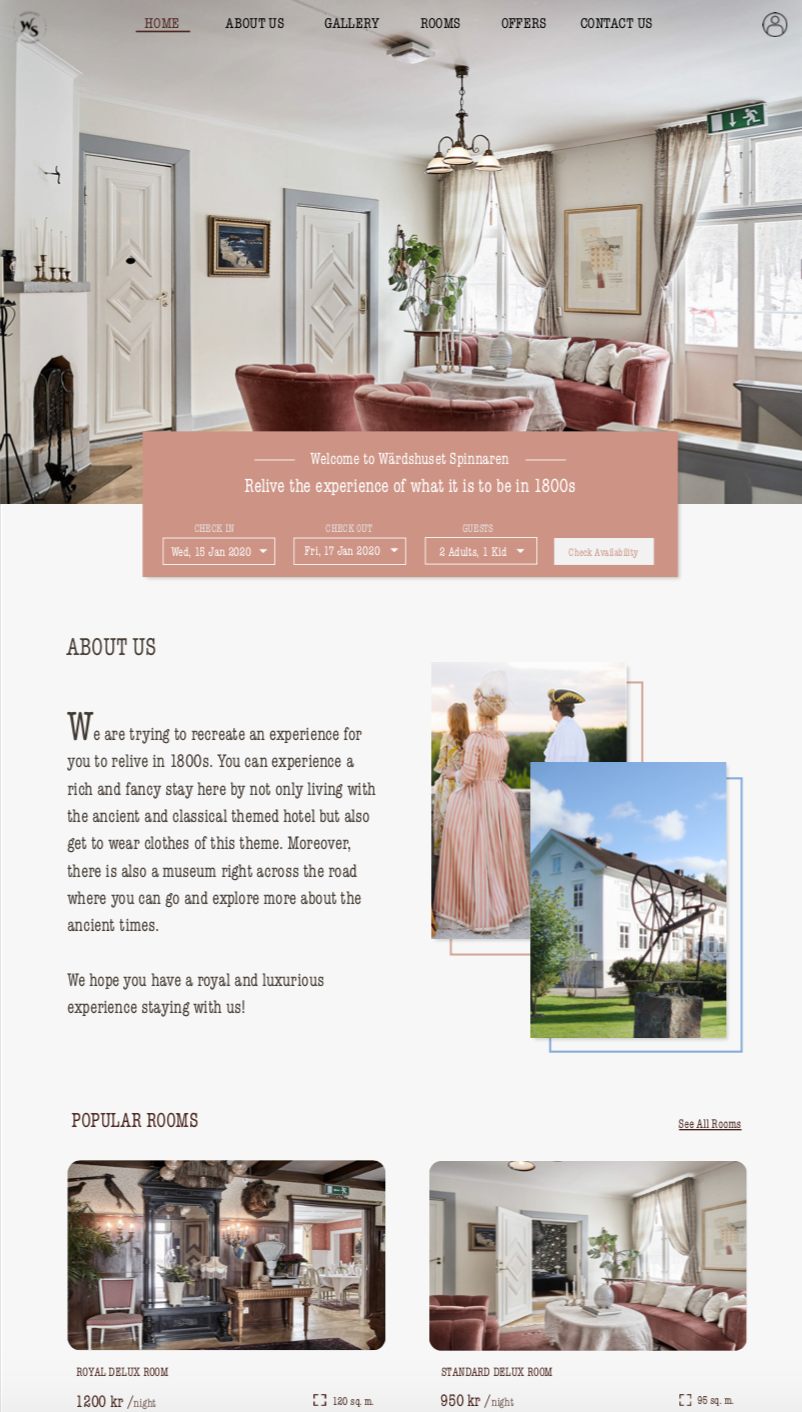 WS
HOME ABOUT US GALLERY ROOMS OFFERS CONTACT US
Welcome to Wärdshuset Spinnaren
Relive the experience of what it is to be in 1800s
CHECK IN CHECK OUT GUESTS
Wed, 15 Jan 2020 Fri, 17 Jan 2020 2 Adults, 1 Kid Check Availability
ABOUT US
We are trying to recreate an experience for
you to relive in 1800s. You can experience a
rich and fancy stay here by not only living with
the ancient and classical themed hotel but also
get to wear clothes of this theme. Moreover,
there is also a museum right across the road
where you can go and explore more about the
ancient times.
We hope you have a royal and luxurious
experience staying with us!
POPULAR ROOMS See All Rooms
ROYAL DELUX ROOM STANDARD DELUX ROOM
1200 kr /night 120 sq. m. 950 kr /night 95 sq. m.